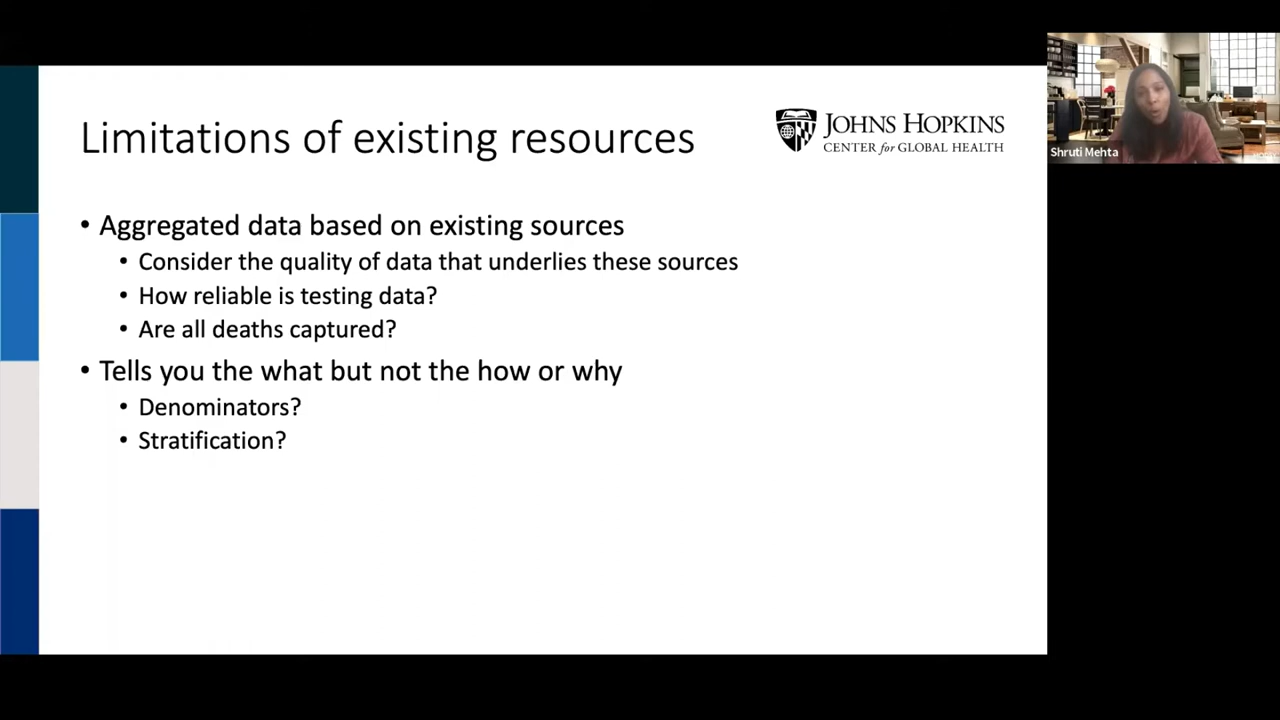 Limitations of existing resources
JOHNS HOPKINS
CENTER for GLOBAL HEALTH
Shruti Mehta
• Aggregated data based on existing sources
• Consider the quality of data that underlies these sources
• How reliable is testing data?
• Are all deaths captured?
• Tells you the what but not the how or why
• Denominators?
• Stratification?